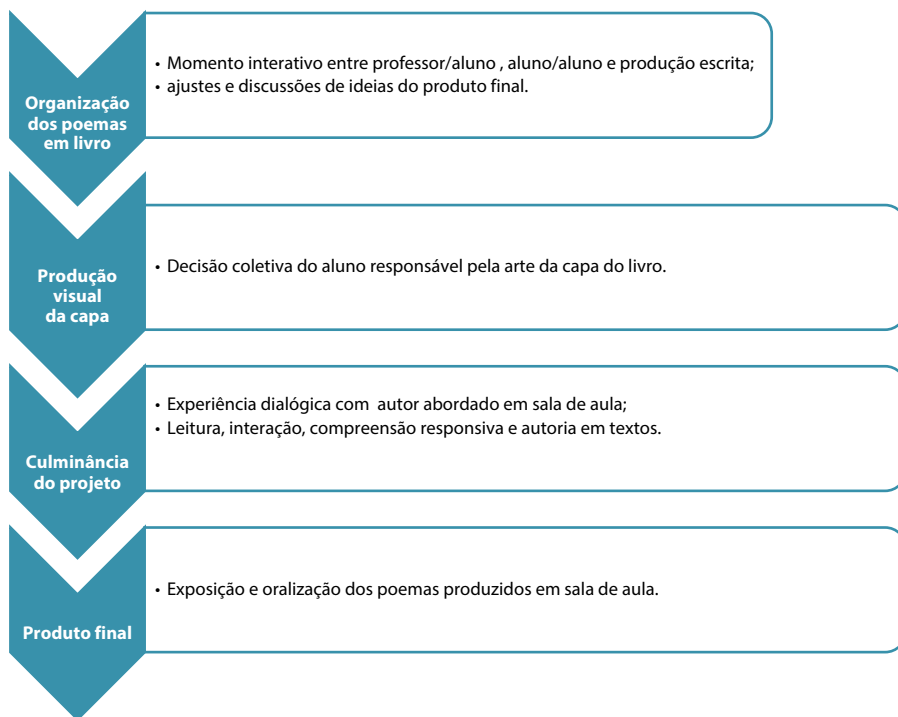 Organização
dos poemas
em livro
• Momento interativo entre professor/aluno , aluno/aluno e produção escrita;
• ajustes e discussões de ideias do produto final.
Produção
visual
da capa
• Decisão coletiva do aluno responsável pela arte da capa do livro.
Culminância
do projeto
• Experiência dialógica com autor abordado em sala de aula;
• Leitura, interação, compreensão responsiva e autoria em textos.
Produto final
• Exposição e oralização dos poemas produzidos em sala de aula.